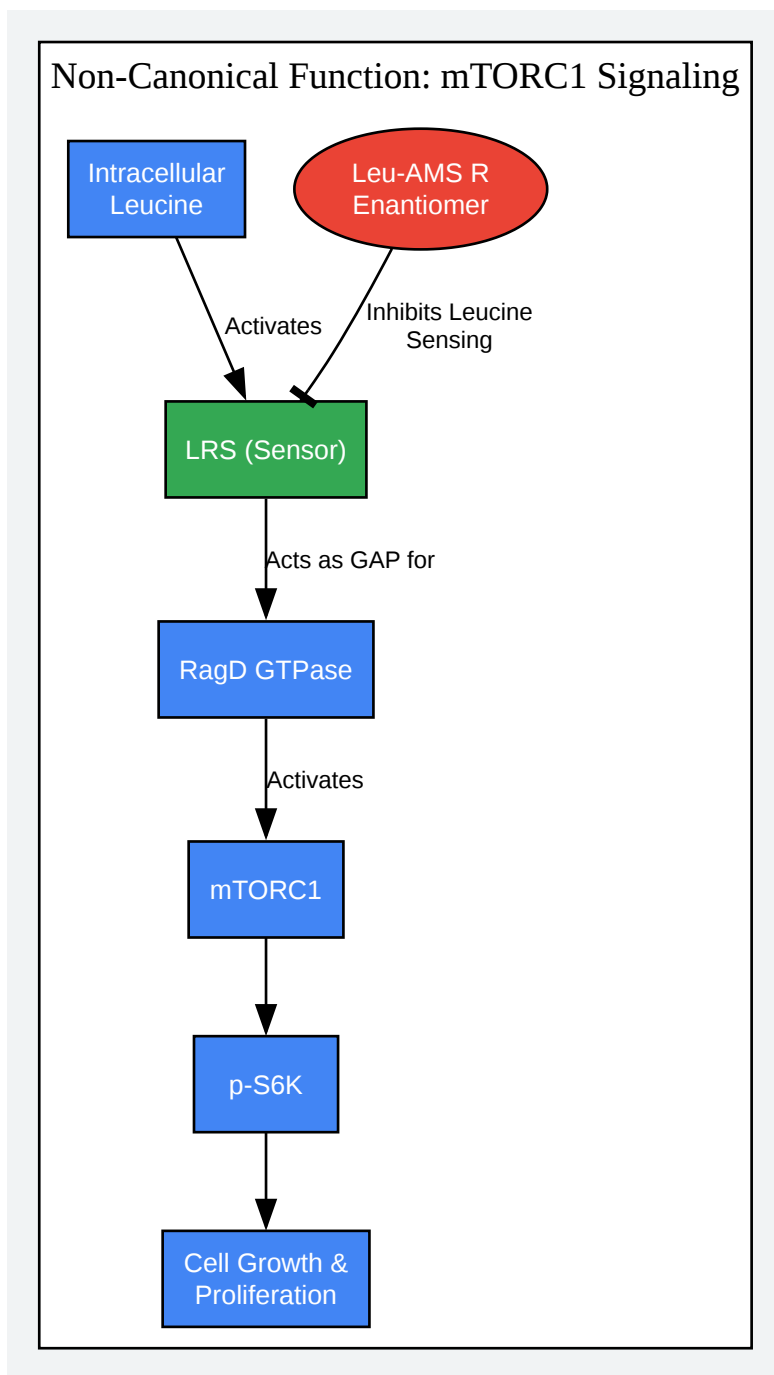 Non-Canonical Function: mTORC1 Signaling
Intracellular
Leucine
Leu-AMS R
Enantiomer
Activates
Inhibits Leucine
Sensing
LRS (Sensor)
Acts as GAP for
RagD GTPase
Activates
mTORC1
p-S6K
Cell Growth &
Proliferation